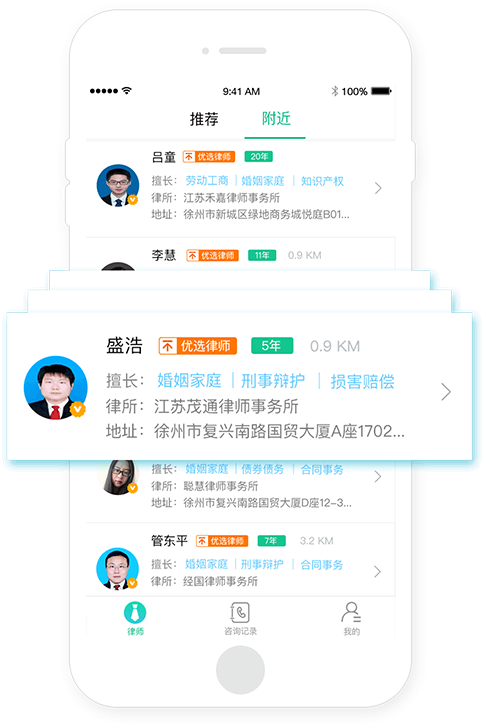 9:41 AM 100%
推荐 附近
吕童 优选律师 20年
擅长: 劳动工商 | 婚姻家庭 | 知识产权
律所: 江苏禾嘉律师事务所
地址: 徐州市新城区绿地商务城悦庭B01...
李慧 优选律师 11年 0.9 KM
盛浩 优选律师 5年 0.9 KM
擅长: 婚姻家庭 | 刑事辩护 | 损害赔偿
律所: 江苏茂通律师事务所
地址: 徐州市复兴南路国贸大厦A座1702...
擅长: 婚姻家庭 | 债券债务 | 合同事务
律所: 聪慧律师事务所
地址: 徐州市复兴南路国贸大厦D座12-3...
管东平 优选律师 7年 3.2 KM
擅长: 婚姻家庭 | 刑事辩护 | 合同事务
律所: 经国律师事务所
律师 咨询记录 我的